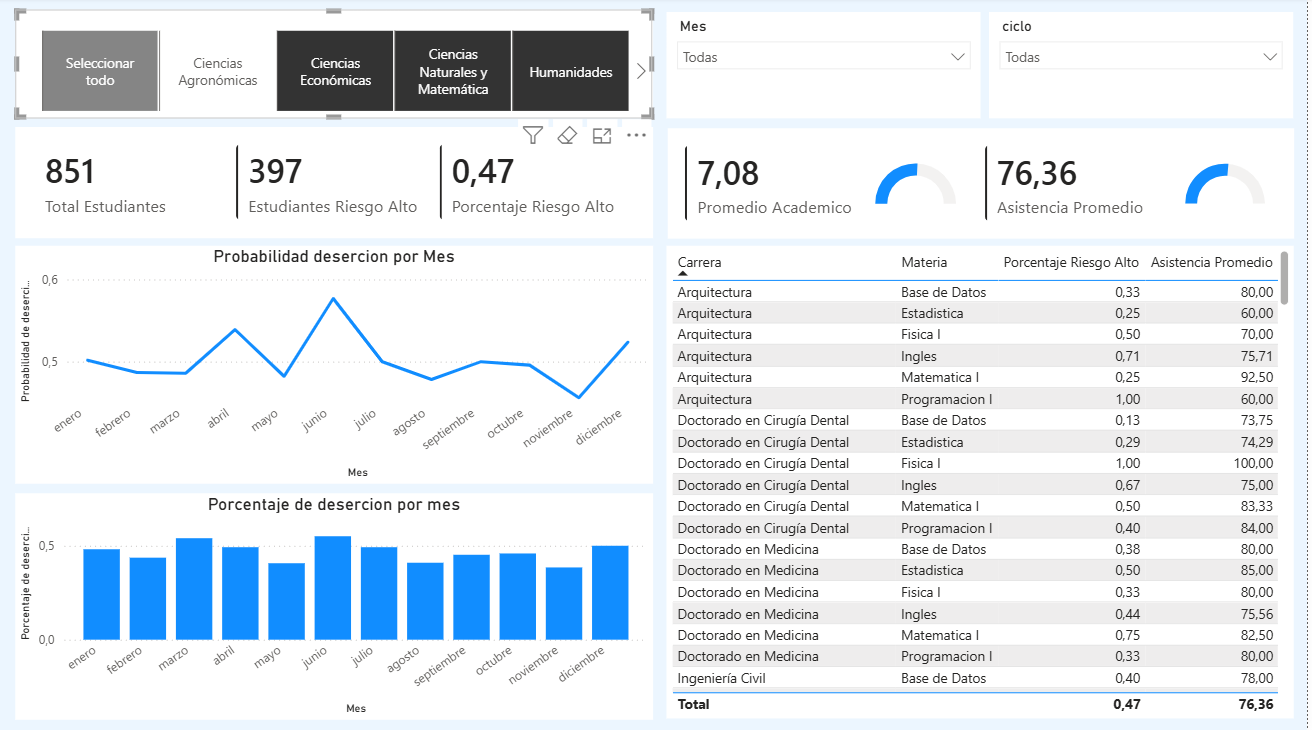 Seleccionar
todo
Ciencias
Agronómicas
Ciencias
Económicas
Ciencias
Naturales y
Matemática
Humanidades
Mes
Todas
ciclo
Todas
851
Total Estudiantes
397
Estudiantes Riesgo Alto
0,47
Porcentaje Riesgo Alto
7,08
Promedio Academico
76,36
Asistencia Promedio
Probabilidad desercion por Mes
Probabilidad de deserci...
0,6
0,5
enero febrero marzo abril mayo junio julio agosto septiembre octubre noviembre diciembre
Mes
Porcentaje de desercion por mes
Porcentaje de deserci...
0,5
0,0
enero febrero marzo abril mayo junio julio agosto septiembre octubre noviembre diciembre
Mes
Carrera Materia Porcentaje Riesgo Alto Asistencia Promedio
Arquitectura Base de Datos 0,33 80,00
Arquitectura Estadistica 0,25 60,00
Arquitectura Fisica I 0,50 70,00
Arquitectura Ingles 0,71 75,71
Arquitectura Matematica I 0,25 92,50
Arquitectura Programacion I 1,00 60,00
Doctorado en Cirugía Dental Base de Datos 0,13 73,75
Doctorado en Cirugía Dental Estadistica 0,29 74,29
Doctorado en Cirugía Dental Fisica I 1,00 100,00
Doctorado en Cirugía Dental Ingles 0,67 75,00
Doctorado en Cirugía Dental Matematica I 0,50 83,33
Doctorado en Cirugía Dental Programacion I 0,40 84,00
Doctorado en Medicina Base de Datos 0,38 80,00
Doctorado en Medicina Estadistica 0,50 85,00
Doctorado en Medicina Fisica I 0,33 80,00
Doctorado en Medicina Ingles 0,44 75,56
Doctorado en Medicina Matematica I 0,75 82,50
Doctorado en Medicina Programacion I 0,33 80,00
Ingeniería Civil Base de Datos 0,40 78,00
Total 0,47 76,36